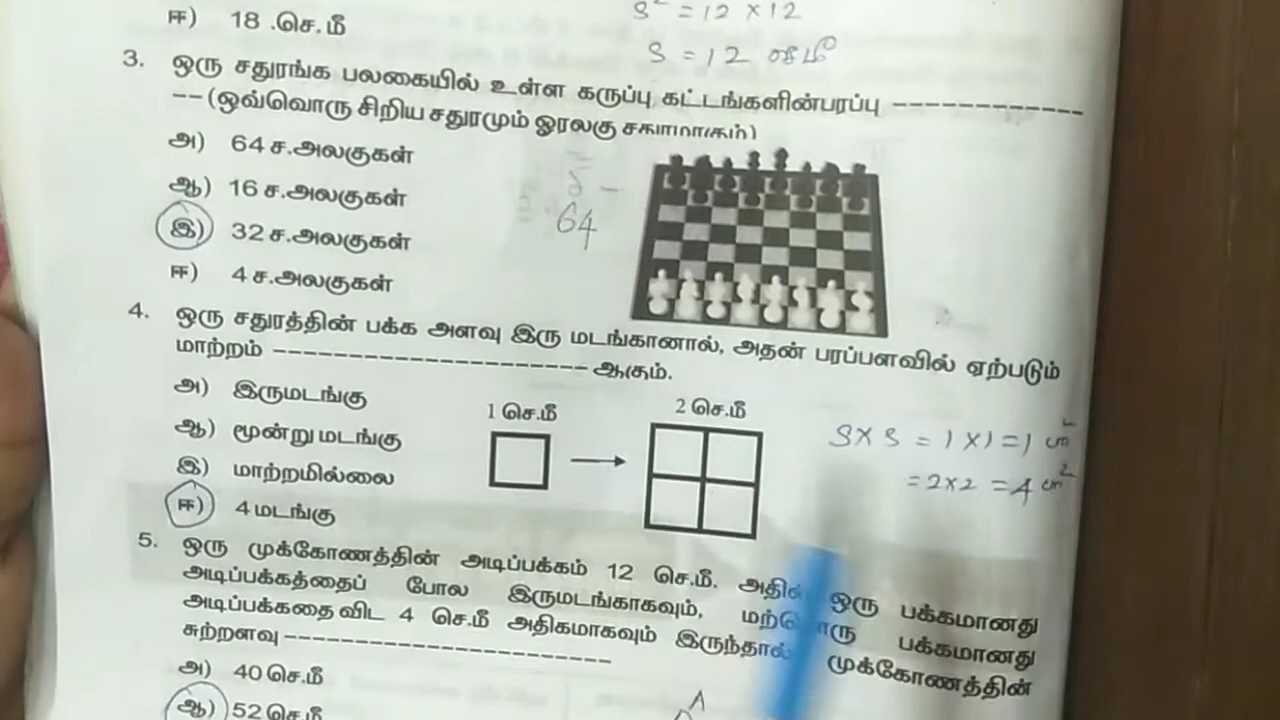 ஈ) 18 .செ.மீ
S² = 12 x 12
S = 12 செமீ
3. ஒரு சதுரங்க பலகையில் உள்ள கருப்பு கட்டங்களின்பரப்பு -------------
-- (ஒவ்வொரு சிறிய சதுரமும் ஓரலகு
அ) 64 ச.அலகுகள்
ஆ) 16 ச.அலகுகள்
64
இ) 32 ச.அலகுகள்
ஈ) 4 ச.அலகுகள்
4. ஒரு சதுரத்தின் பக்க அளவு இரு மடங்கானால், அதன் பரப்பளவில் ஏற்படும்
மாற்றம் --------------------- ஆகும்.
அ) இருமடங்கு
1 செ.மீ
2 செ.மீ
ஆ) மூன்று மடங்கு
S x S = 1 x 1 = 1 cm²
இ) மாற்றமில்லை
= 2x2 = 4 cm²
ஈ) 4 மடங்கு
5. ஒரு முக்கோணத்தின் அடிப்பக்கம் 12 செ.மீ. ஒரு பக்கமானது
அடிப்பக்கத்தைப் போல இருமடங்காகவும், பக்கமானது
அடிப்பக்கதை விட 4 செ.மீ அதிகமாகவும் இருந்தால் முக்கோணத்தின்
சுற்றளவு ----------------------
அ) 40 செ.மீ
A
ஆ) 52 செ.மீ